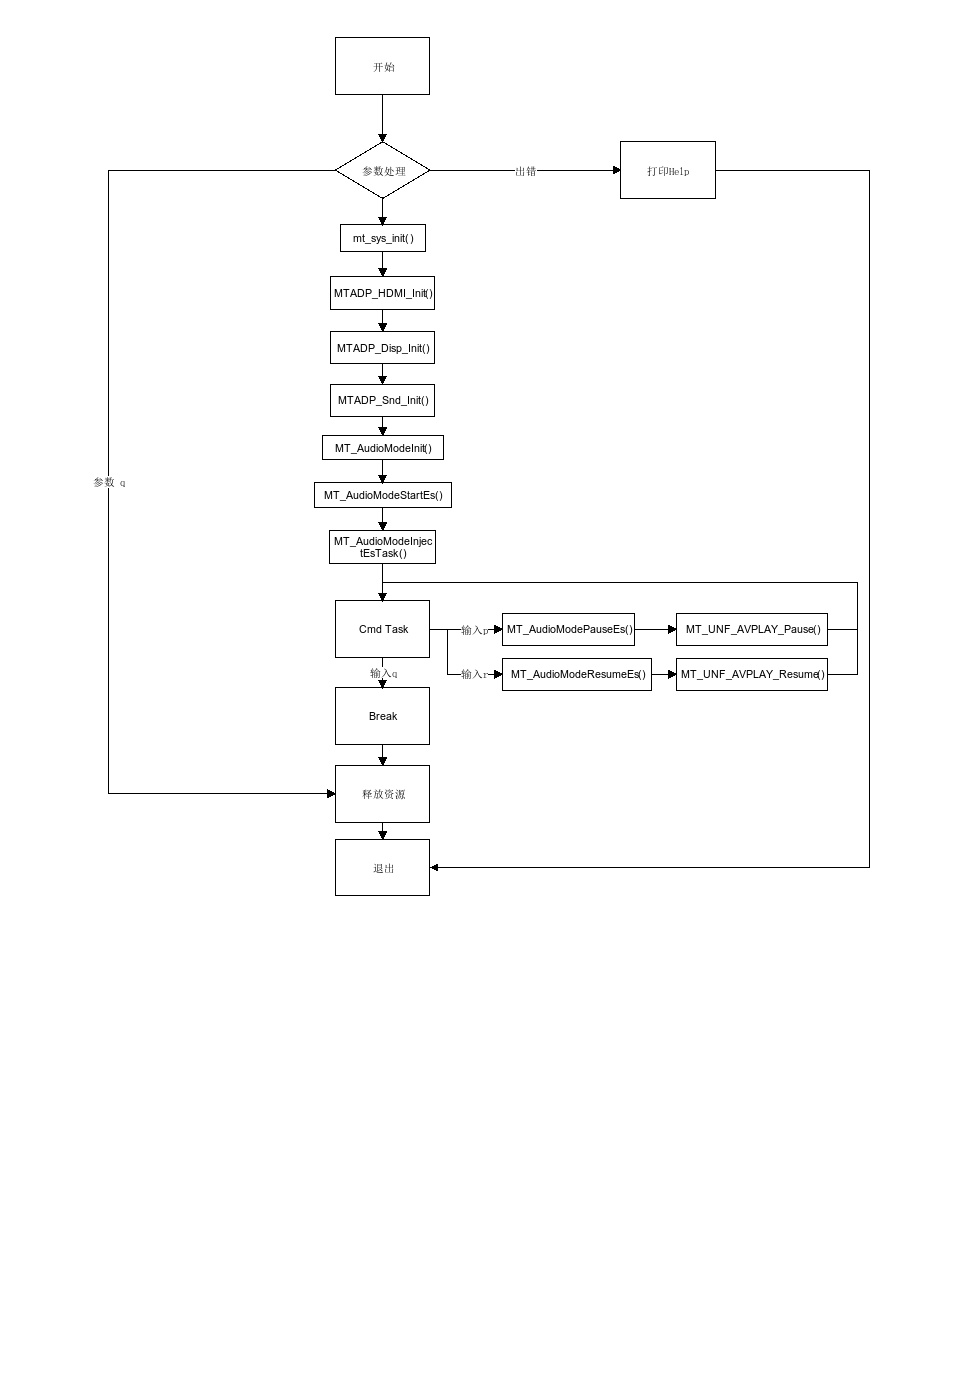 开始
参数处理
出错
打印Help
mt_sys_init()
MTADP_HDMI_Init()
MTADP_Disp_Init()
MTADP_Snd_Init()
MT_AudioModeInit()
参数 q
MT_AudioModeStartEs()
MT_AudioModeInjec
tEsTask()
Cmd Task
输入p
MT_AudioModePauseEs()
MT_UNF_AVPLAY_Pause()
输入q
输入r
MT_AudioModeResumeEs()
MT_UNF_AVPLAY_Resume()
Break
释放资源
退出